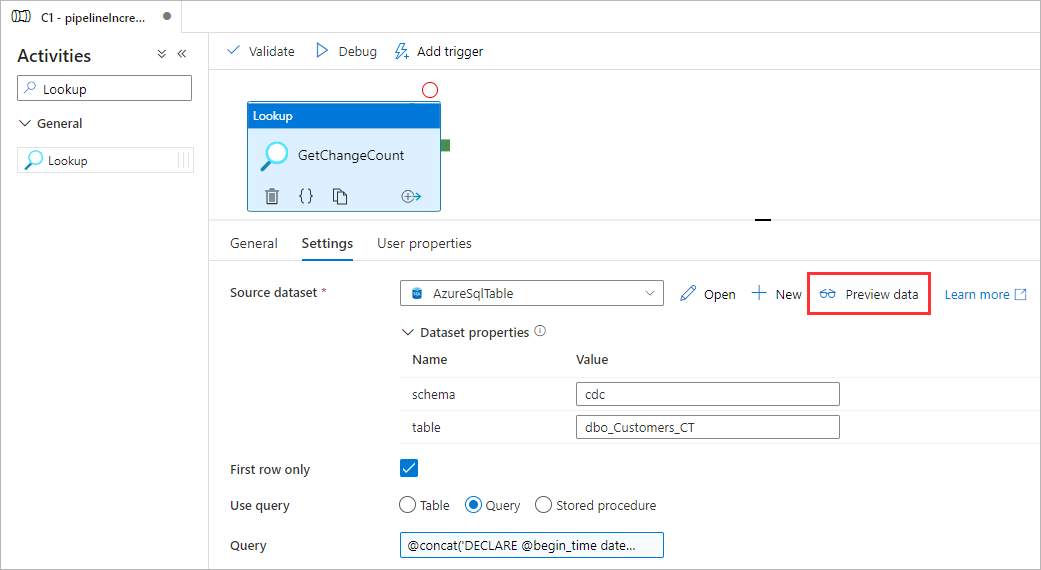 C1 - pipelineIncre...
Activities
Lookup
General
Lookup
Validate
Debug
Add trigger
Lookup
GetChangeCount
{}
General
Settings
User properties
Source dataset *
SQL
AzureSqlTable
Open
New
Preview data
Learn more
Dataset properties
Name Value
schema cdc
table dbo_Customers_CT
First row only
Use query
Table
Query
Stored procedure
Query
@concat('DECLARE @begin_time date...